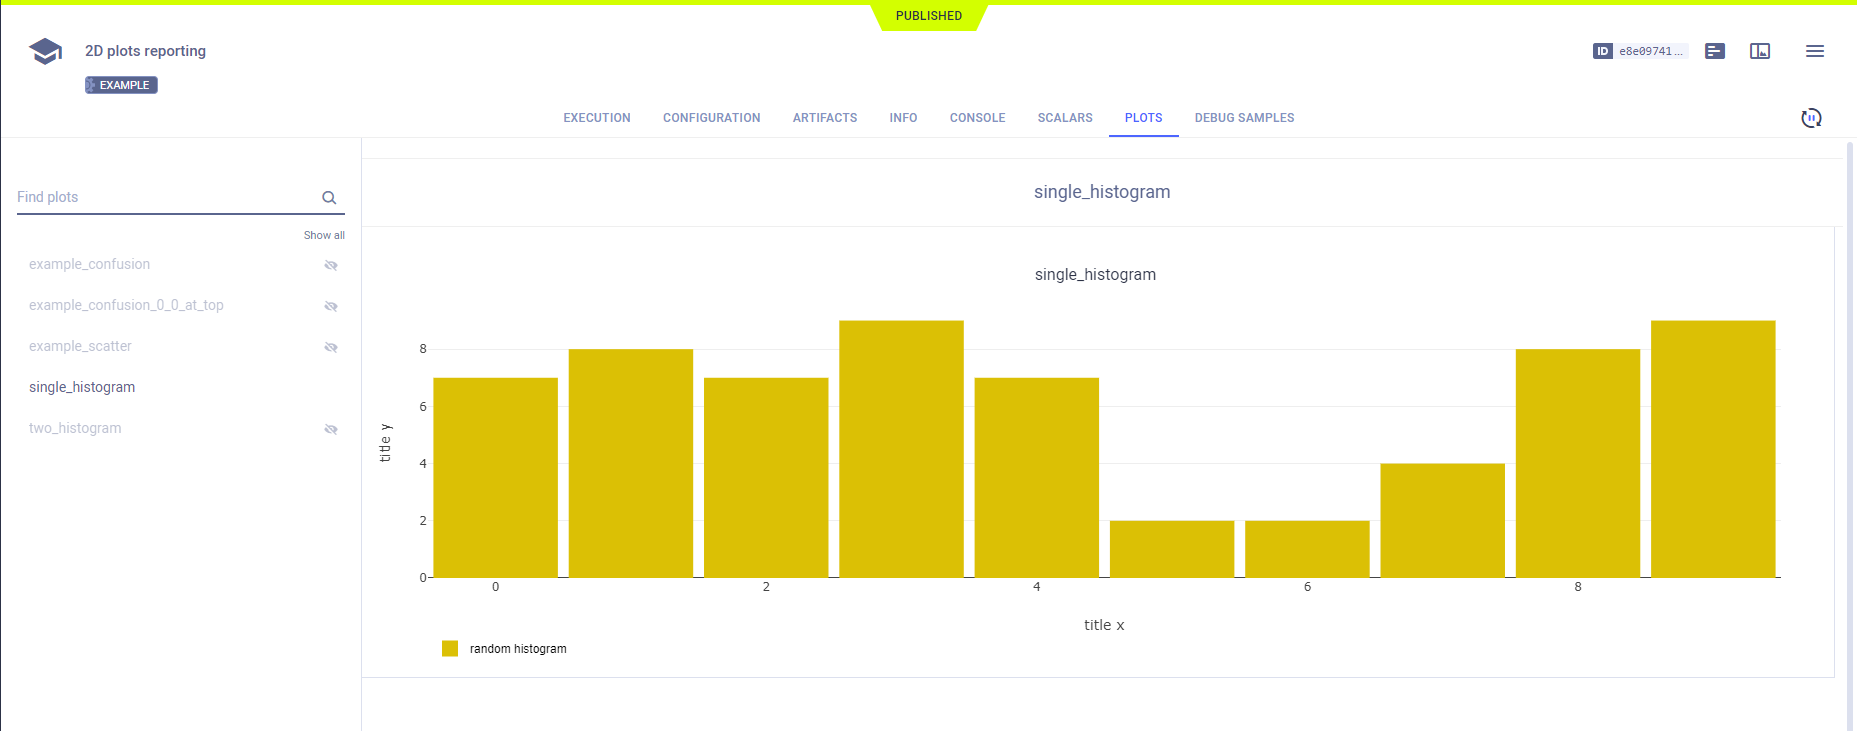 PUBLISHED
2D plots reporting
ID e8e09741...
EXAMPLE
EXECUTION CONFIGURATION ARTIFACTS INFO CONSOLE SCALARS PLOTS DEBUG SAMPLES
Find plots
Show all
example_confusion
example_confusion_0_0_at_top
example_scatter
single_histogram
two_histogram
single_histogram
single_histogram
8
6
4
2
0
title y
0 2 4 6 8
title x
random histogram